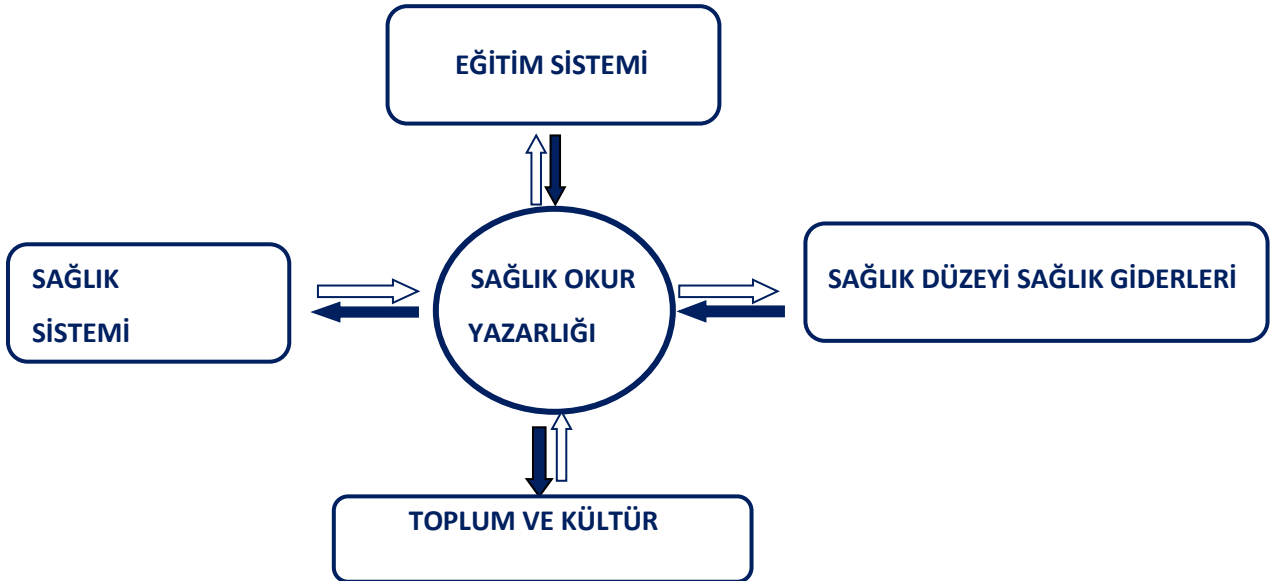 EĞİTİM SİSTEMİ
SAĞLIK
SİSTEMİ
SAĞLIK OKUR
YAZARLIĞI
SAĞLIK DÜZEYİ SAĞLIK GİDERLERİ
TOPLUM VE KÜLTÜR